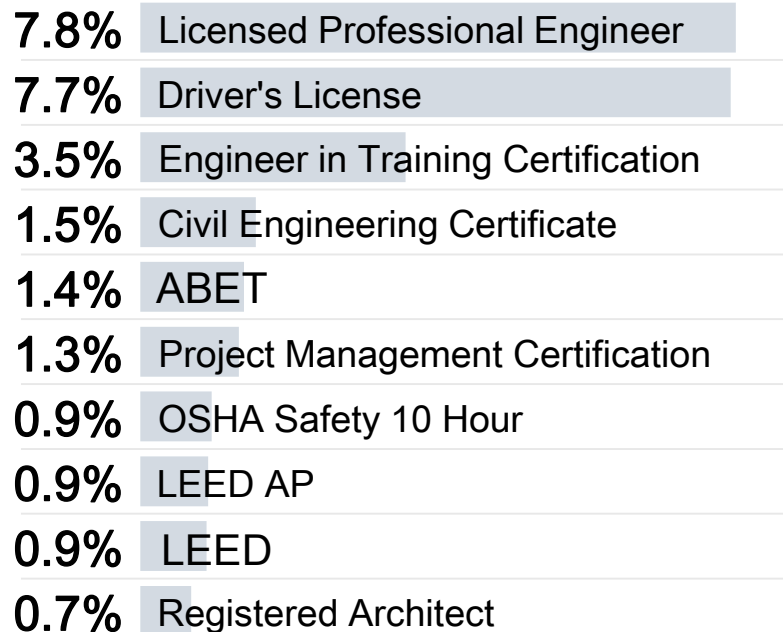 7.8% Licensed Professional Engineer
7.7% Driver's License
3.5% Engineer in Training Certification
1.5% Civil Engineering Certificate
1.4% ABET
1.3% Project Management Certification
0.9% OSHA Safety 10 Hour
0.9% LEED AP
0.9% LEED
0.7% Registered Architect